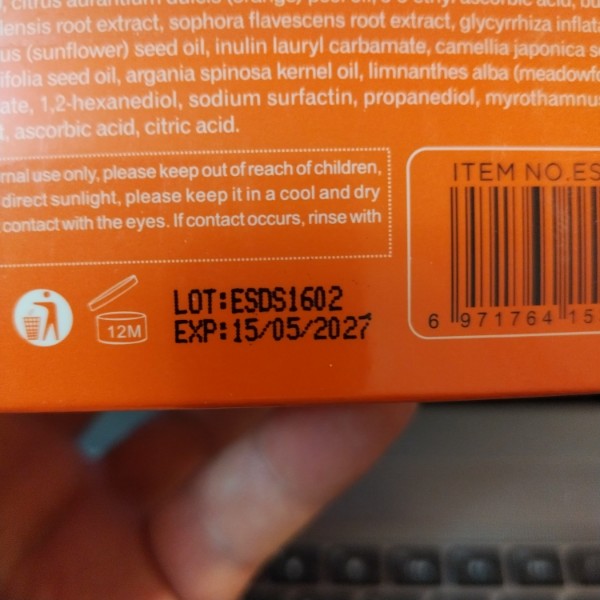 citrus aurantium dulcis (orange) peel oil, 3-o-ethyl ascorbic acid,
root extract, sophora flavescens root extract, glycyrrhiza
(sunflower) seed oil, inulin lauryl carbamate, camellia japonica
seed oil, argania spinosa kernel oil, limnanthes alba
1,2-hexanediol, sodium surfactin, propanediol,
ascorbic acid, citric acid.
use only, please keep out of reach of children,
direct sunlight, please keep it in a cool and dry
contact with the eyes. If contact occurs, rinse with
ITEM NO.ES
12M
LOT:ESDS1602
EXP:15/05/2027
6 971764 15